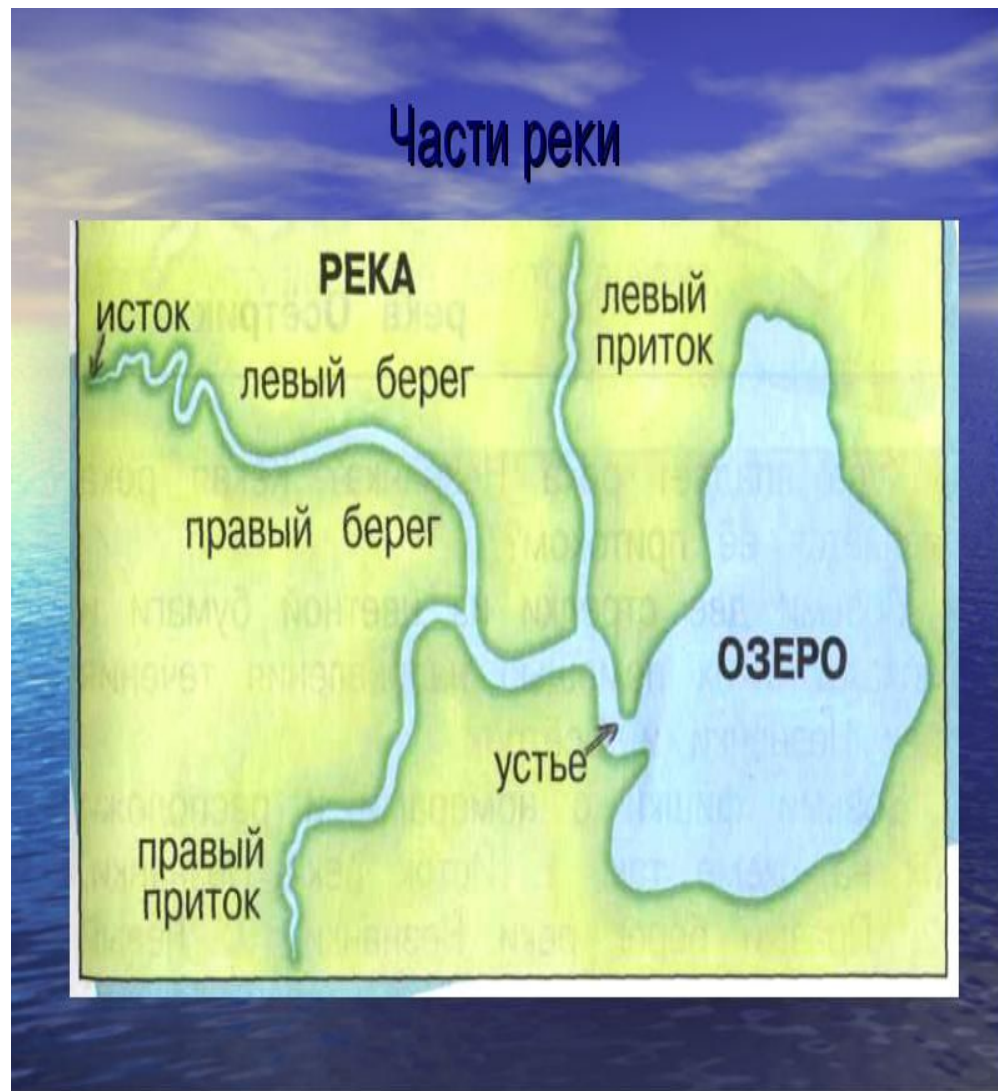 Части реки
РЕКА
исток
левый
приток
левый берег
правый берег
ОЗЕРО
устье
правый
приток